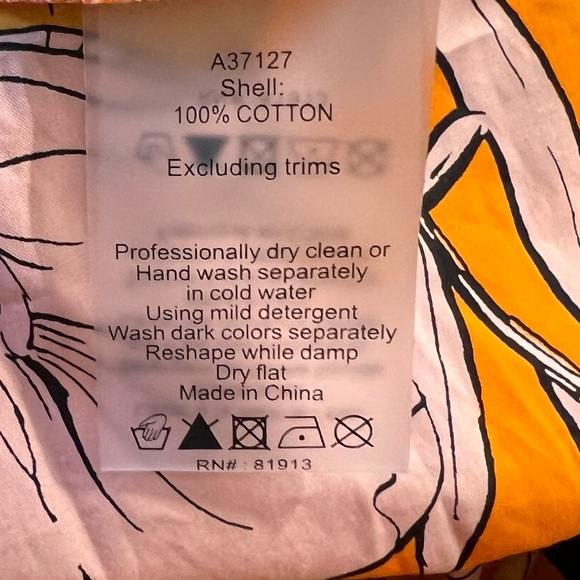 A37127
Shell:
100% COTTON
Excluding trims
Professionally dry clean or
Hand wash separately
in cold water
Using mild detergent
Wash dark colors separately
Reshape while damp
Dry flat
Made in China
RN# : 81913